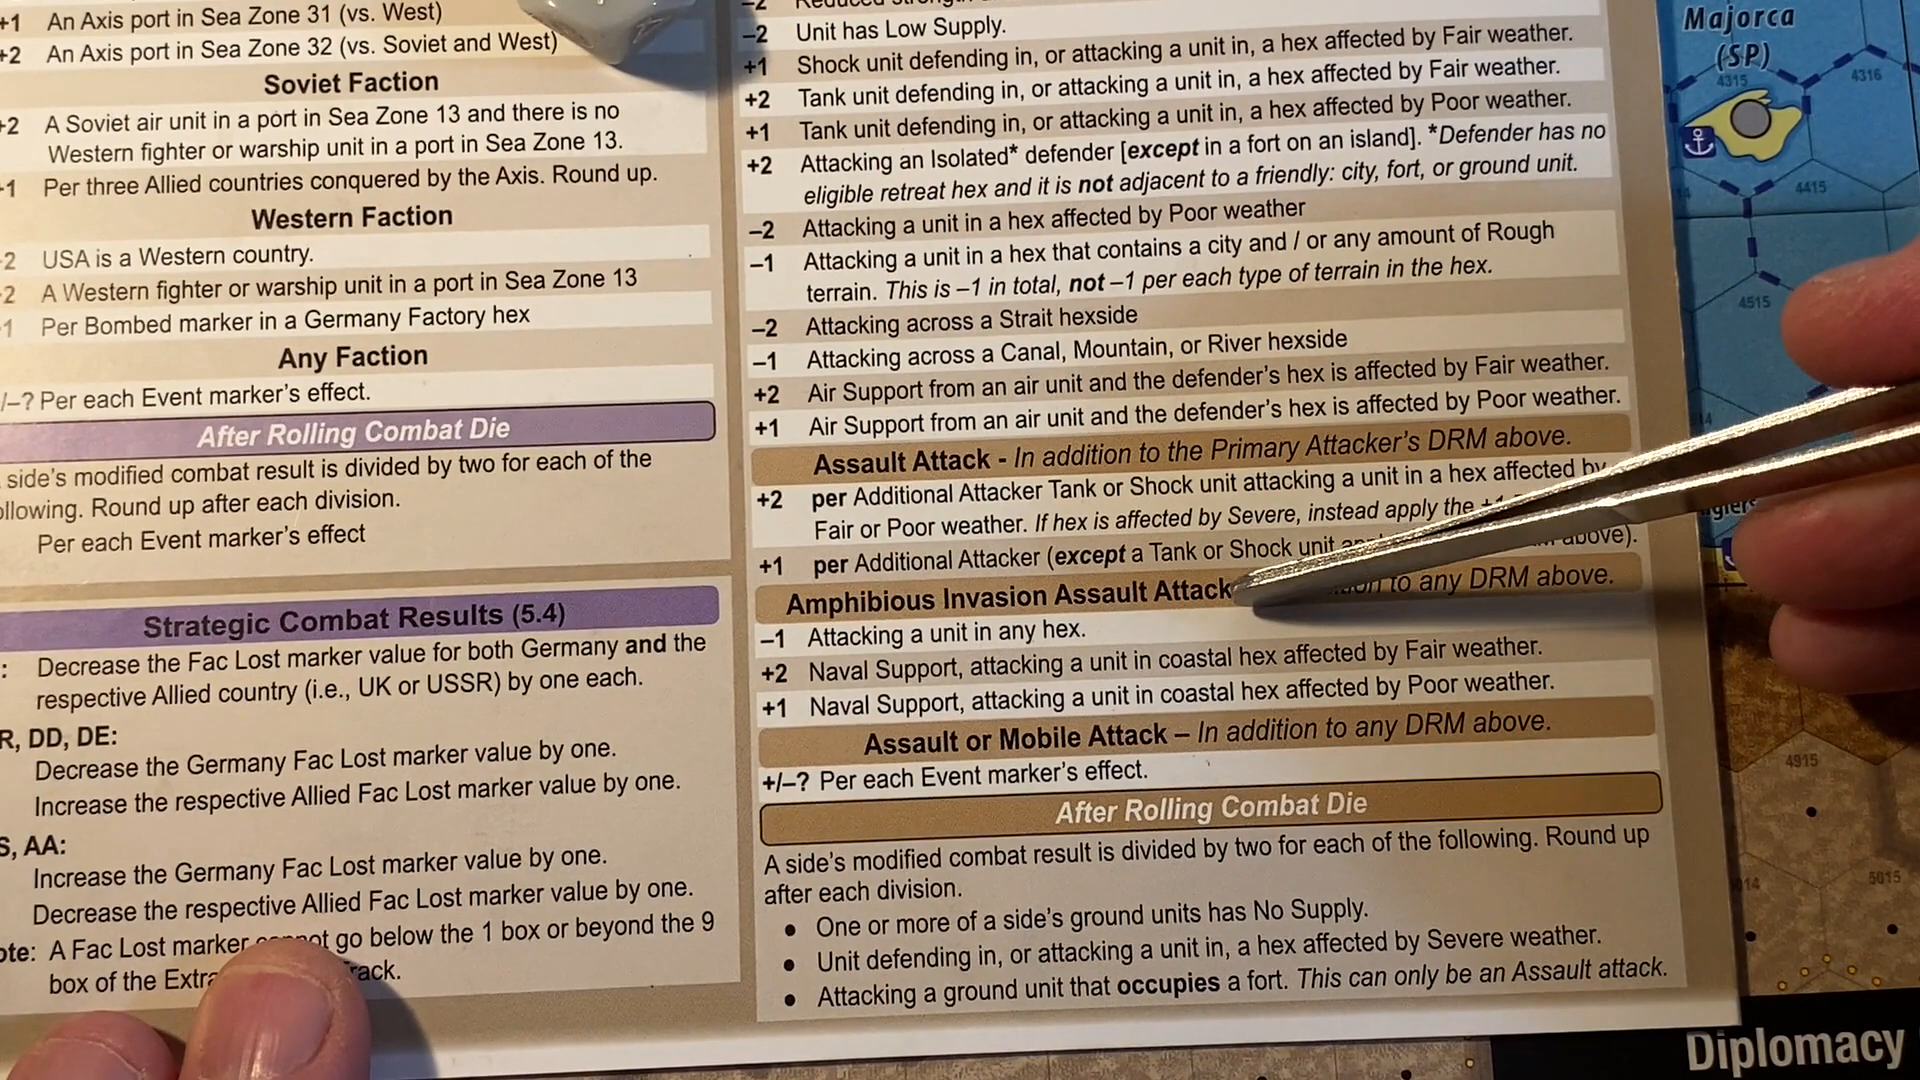 +1 An Axis port in Sea Zone 31 (vs. West)
+2 An Axis port in Sea Zone 32 (vs. Soviet and West)
Soviet Faction
+2 A Soviet air unit in a port in Sea Zone 13 and there is no
Western fighter or warship unit in a port in Sea Zone 13.
1 Per three Allied countries conquered by the Axis. Round up.
Western Faction
2 USA is a Western country.
2 A Western fighter or warship unit in a port in Sea Zone 13
1 Per Bombed marker in a Germany Factory hex
Any Faction
/–? Per each Event marker's effect.
After Rolling Combat Die
side's modified combat result is divided by two for each of the
ollowing. Round up after each division.
Per each Event marker's effect
Strategic Combat Results (5.4)
: Decrease the Fac Lost marker value for both Germany and the
respective Allied country (i.e., UK or USSR) by one each.
R, DD, DE:
Decrease the Germany Fac Lost marker value by one.
Increase the respective Allied Fac Lost marker value by one.
S, AA:
Increase the Germany Fac Lost marker value by one.
Decrease the respective Allied Fac Lost marker value by one.
ote: A Fac Lost marker cannot go below the 1 box or beyond the 9
box of the
–2 Unit has Low Supply.
+1 Shock unit defending in, or attacking a unit in, a hex affected by Fair weather.
+2 Tank unit defending in, or attacking a unit in, a hex affected by Fair weather.
+1 Tank unit defending in, or attacking a unit in, a hex affected by Poor weather.
+2 Attacking an Isolated* defender [except in a fort on an island]. *Defender has no
eligible retreat hex and it is not adjacent to a friendly: city, fort, or ground unit.
–2 Attacking a unit in a hex affected by Poor weather
–1 Attacking a unit in a hex that contains a city and / or any amount of Rough
terrain. This is –1 in total, not –1 per each type of terrain in the hex.
–2 Attacking across a Strait hexside
–1 Attacking across a Canal, Mountain, or River hexside
+2 Air Support from an air unit and the defender's hex is affected by Fair weather.
+1 Air Support from an air unit and the defender's hex is affected by Poor weather.
Assault Attack - In addition to the Primary Attacker's DRM above.
+2 per Additional Attacker Tank or Shock unit attacking a unit in a hex affected by
Fair or Poor weather. If hex is affected by Severe, instead apply the +1
+1 per Additional Attacker (except a Tank or Shock unit above).
Amphibious Invasion Assault Attack to any DRM above.
–1 Attacking a unit in any hex.
+2 Naval Support, attacking a unit in coastal hex affected by Fair weather.
+1 Naval Support, attacking a unit in coastal hex affected by Poor weather.
Assault or Mobile Attack – In addition to any DRM above.
+/–? Per each Event marker's effect.
After Rolling Combat Die
A side's modified combat result is divided by two for each of the following. Round up
after each division.
• One or more of a side's ground units has No Supply.
• Unit defending in, or attacking a unit in, a hex affected by Severe weather.
• Attacking a ground unit that occupies a fort. This can only be an Assault attack.
Majorca
(SP)
4315
4316
4415
4515
4915
5015
Diplomacy